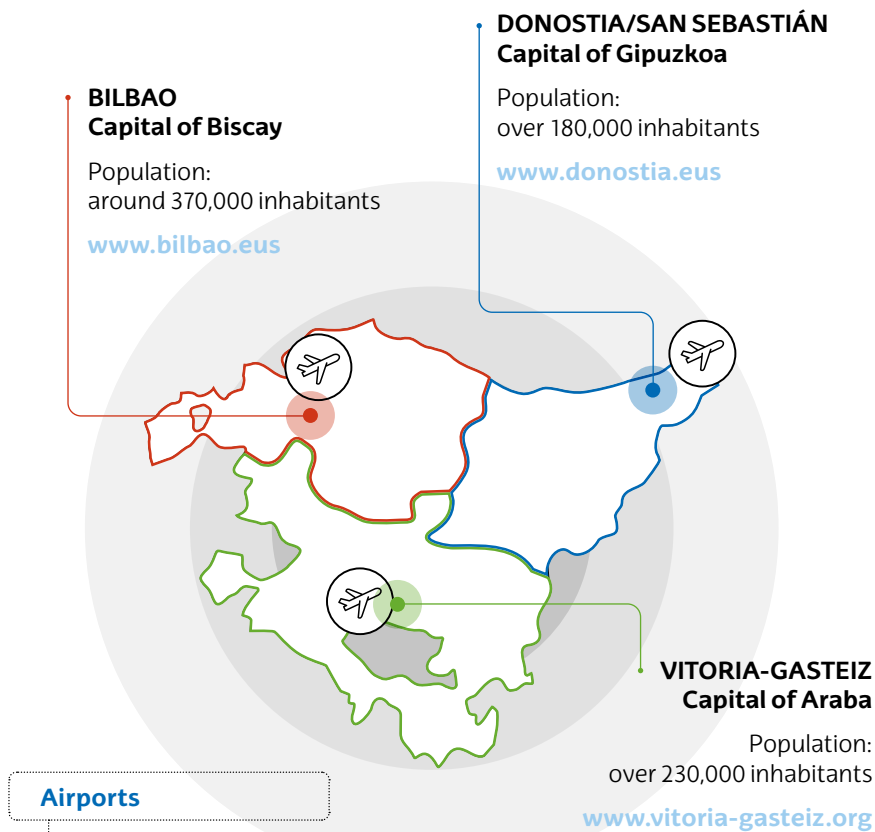 DONOSTIA/SAN SEBASTIÁN
Capital of Gipuzkoa
Population:
over 180,000 inhabitants
www.donostia.eus
BILBAO
Capital of Biscay
Population:
around 370,000 inhabitants
www.bilbao.eus
VITORIA-GASTEIZ
Capital of Araba
Population:
over 230,000 inhabitants
www.vitoria-gasteiz.org
Airports